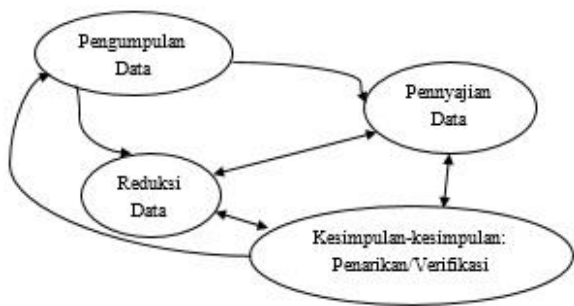 Pengumpulan
Data
Pennyajian
Data
Reduksi
Data
Kesimpulan-kesimpulan:
Penarikan/Verifikasi